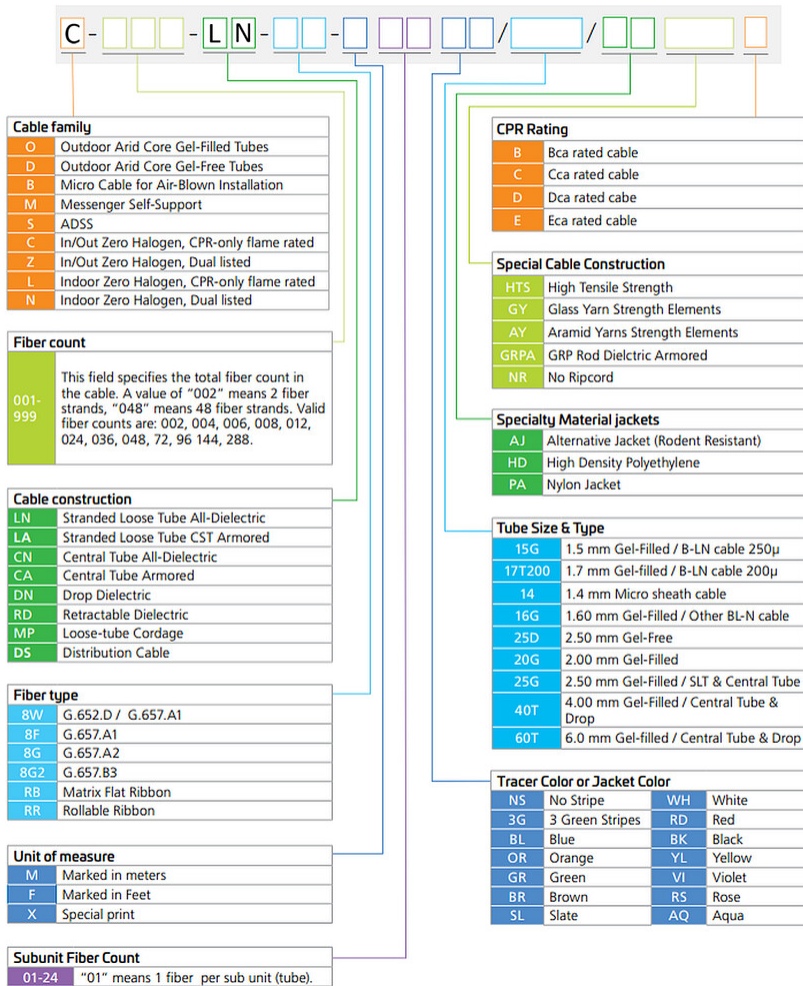 C - - L N - - / /
Cable family
O Outdoor Arid Core Gel-Filled Tubes
D Outdoor Arid Core Gel-Free Tubes
B Micro Cable for Air-Blown Installation
M Messenger Self-Support
S ADSS
C In/Out Zero Halogen, CPR-only flame rated
Z In/Out Zero Halogen, Dual listed
L Indoor Zero Halogen, CPR-only flame rated
N Indoor Zero Halogen, Dual listed
Fiber count
001-
999
This field specifies the total fiber count in
the cable. A value of “002” means 2 fiber
strands, “048” means 48 fiber strands. Valid
fiber counts are: 002, 004, 006, 008, 012,
024, 036, 048, 72, 96 144, 288.
Cable construction
LN Stranded Loose Tube All-Dielectric
LA Stranded Loose Tube CST Armored
CN Central Tube All-Dielectric
CA Central Tube Armored
DN Drop Dielectric
RD Retractable Dielectric
MP Loose-tube Cordage
DS Distribution Cable
Fiber type
8W G.652.D / G.657.A1
8F G.657.A1
8G G.657.A2
8G2 G.657.B3
RB Matrix Flat Ribbon
RR Rollable Ribbon
Unit of measure
M Marked in meters
F Marked in Feet
X Special print
Subunit Fiber Count
01-24 “01” means 1 fiber per sub unit (tube).
CPR Rating
B Bca rated cable
C Cca rated cable
D Dca rated cabe
E Eca rated cable
Special Cable Construction
HTS High Tensile Strength
GY Glass Yarn Strength Elements
AY Aramid Yarns Strength Elements
GRPA GRP Rod Dielctric Armored
NR No Ripcord
Specialty Material jackets
AJ Alternative Jacket (Rodent Resistant)
HD High Density Polyethylene
PA Nylon Jacket
Tube Size & Type
15G 1.5 mm Gel-Filled / B-LN cable 250µ
17T200 1.7 mm Gel-filled / B-LN cable 200µ
14 1.4 mm Micro sheath cable
16G 1.60 mm Gel-Filled / Other BL-N cable
25D 2.50 mm Gel-Free
20G 2.00 mm Gel-Filled
25G 2.50 mm Gel-Filled / SLT & Central Tube
40T 4.00 mm Gel-Filled / Central Tube &
Drop
60T 6.0 mm Gel-filled / Central Tube & Drop
Tracer Color or Jacket Color
NS No Stripe WH White
3G 3 Green Stripes RD Red
BL Blue BK Black
OR Orange YL Yellow
GR Green VI Violet
BR Brown RS Rose
SL Slate AQ Aqua